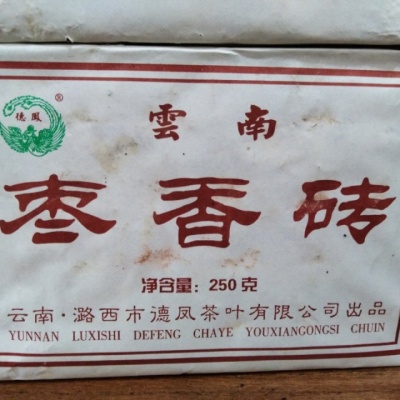 德鳳®
雲南
枣香砖
净含量：250克
云南·潞西市德凤茶叶有限公司出品
YUNNAN LUXISHI DEFENG CHAYE YOUXIANGONGSI CHUIN